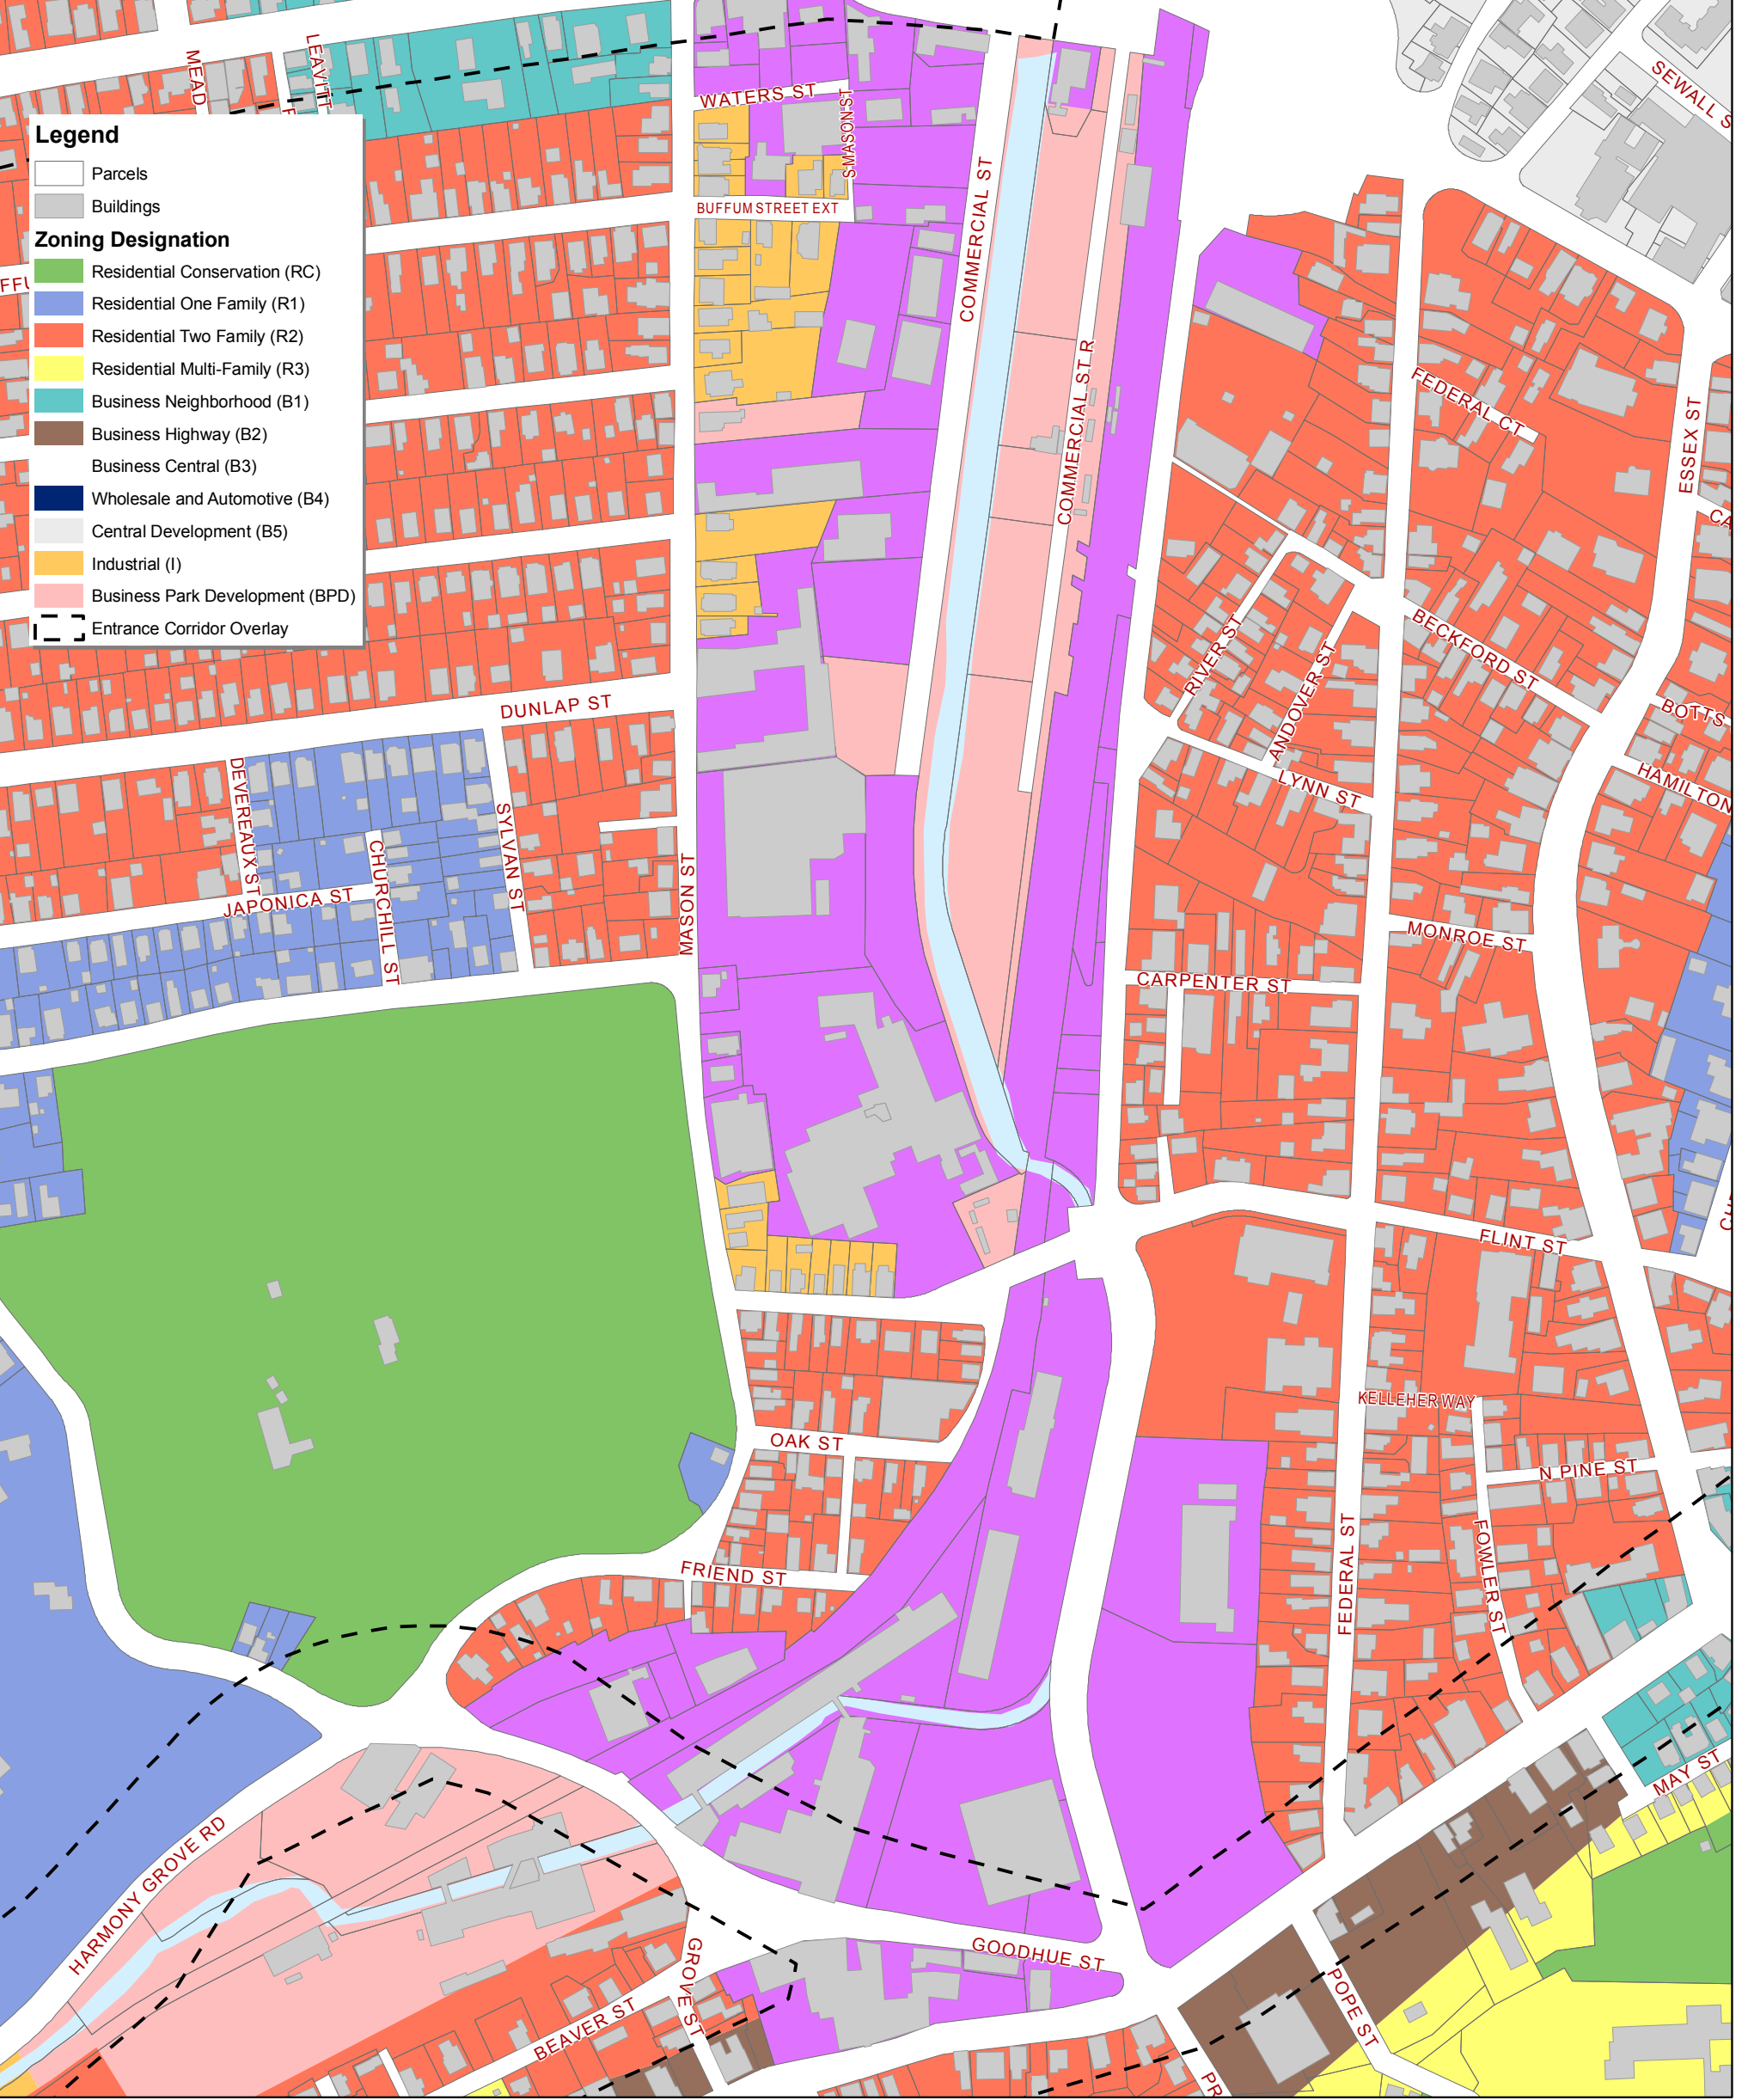 MEAD
LEAVITT
SEWALL S
WATERS ST
S MASON ST
BUFFUM STREET EXT
COMMERCIAL ST
COMMERCIAL ST R
Legend
Parcels
Buildings
Zoning Designation
Residential Conservation (RC)
Residential One Family (R1)
Residential Two Family (R2)
Residential Multi-Family (R3)
Business Neighborhood (B1)
Business Highway (B2)
Business Central (B3)
Wholesale and Automotive (B4)
Central Development (B5)
Industrial (I)
Business Park Development (BPD)
Entrance Corridor Overlay
FFU
FEDERAL CT
ESSEX ST
CA
BECKFORD ST
RIVER ST
ANDOVER ST
BOTTS
HAMILTON
LYNN ST
DUNLAP ST
DEVEREAUX ST
SYLVAN ST
CHURCHILL ST
JAPONICA ST
MASON ST
MONROE ST
CARPENTER ST
FLINT ST
KELLEHER WAY
OAK ST
N PINE ST
FEDERAL ST
FOWLER ST
FRIEND ST
MAY ST
HARMONY GROVE RD
GOODHUE ST
GROVE ST
BEAVER ST
POPE ST
PR